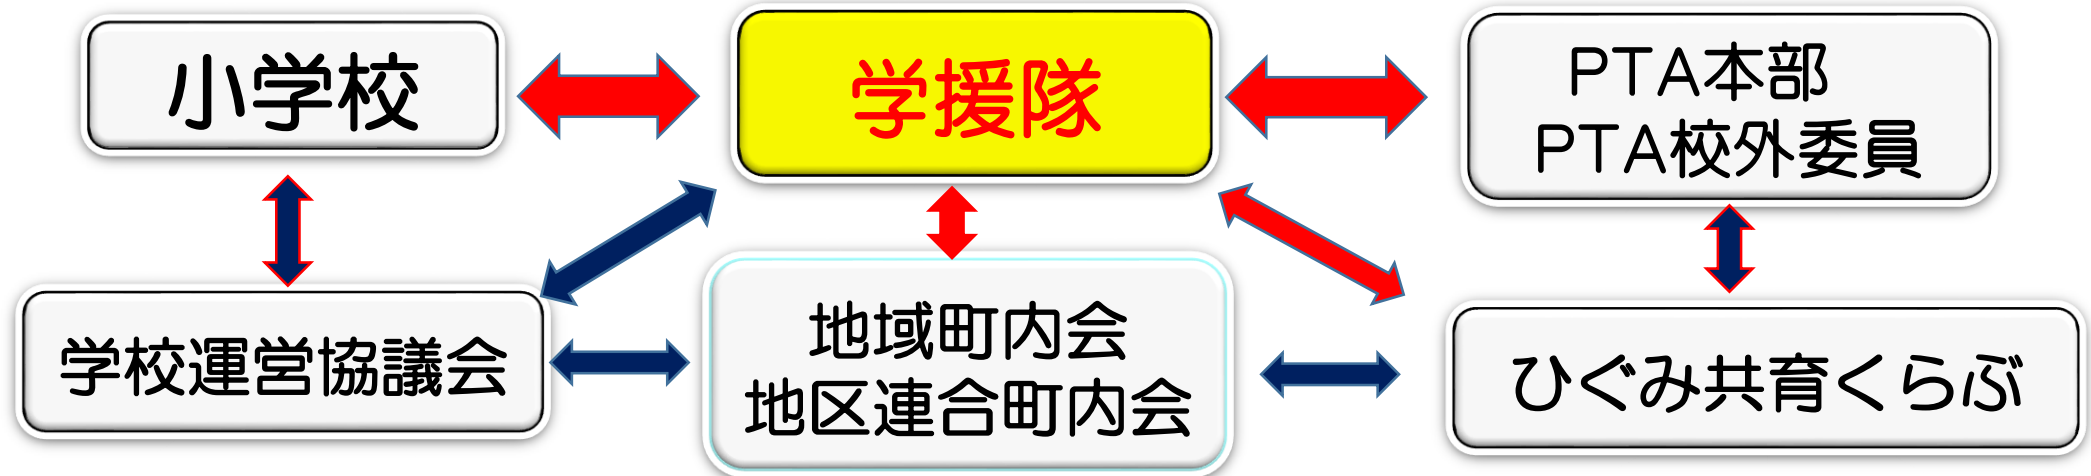 小学校
学援隊
PTA本部
PTA校外委員
学校運営協議会
地域町内会
地区連合町内会
ひぐみ共育くらぶ